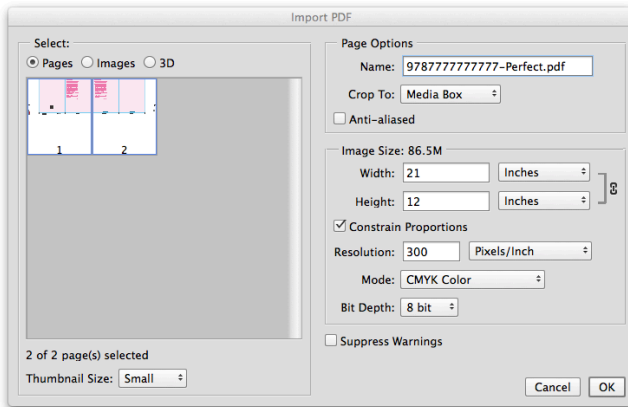 Import PDF
Select:
Pages Images 3D
1 2
2 of 2 page(s) selected
Thumbnail Size: Small
Page Options
Name: 9787777777777-Perfect.pdf
Crop To: Media Box
Anti-aliased
Image Size: 86.5M
Width: 21 Inches
Height: 12 Inches
Constrain Proportions
Resolution: 300 Pixels/Inch
Mode: CMYK Color
Bit Depth: 8 bit
Suppress Warnings
Cancel OK